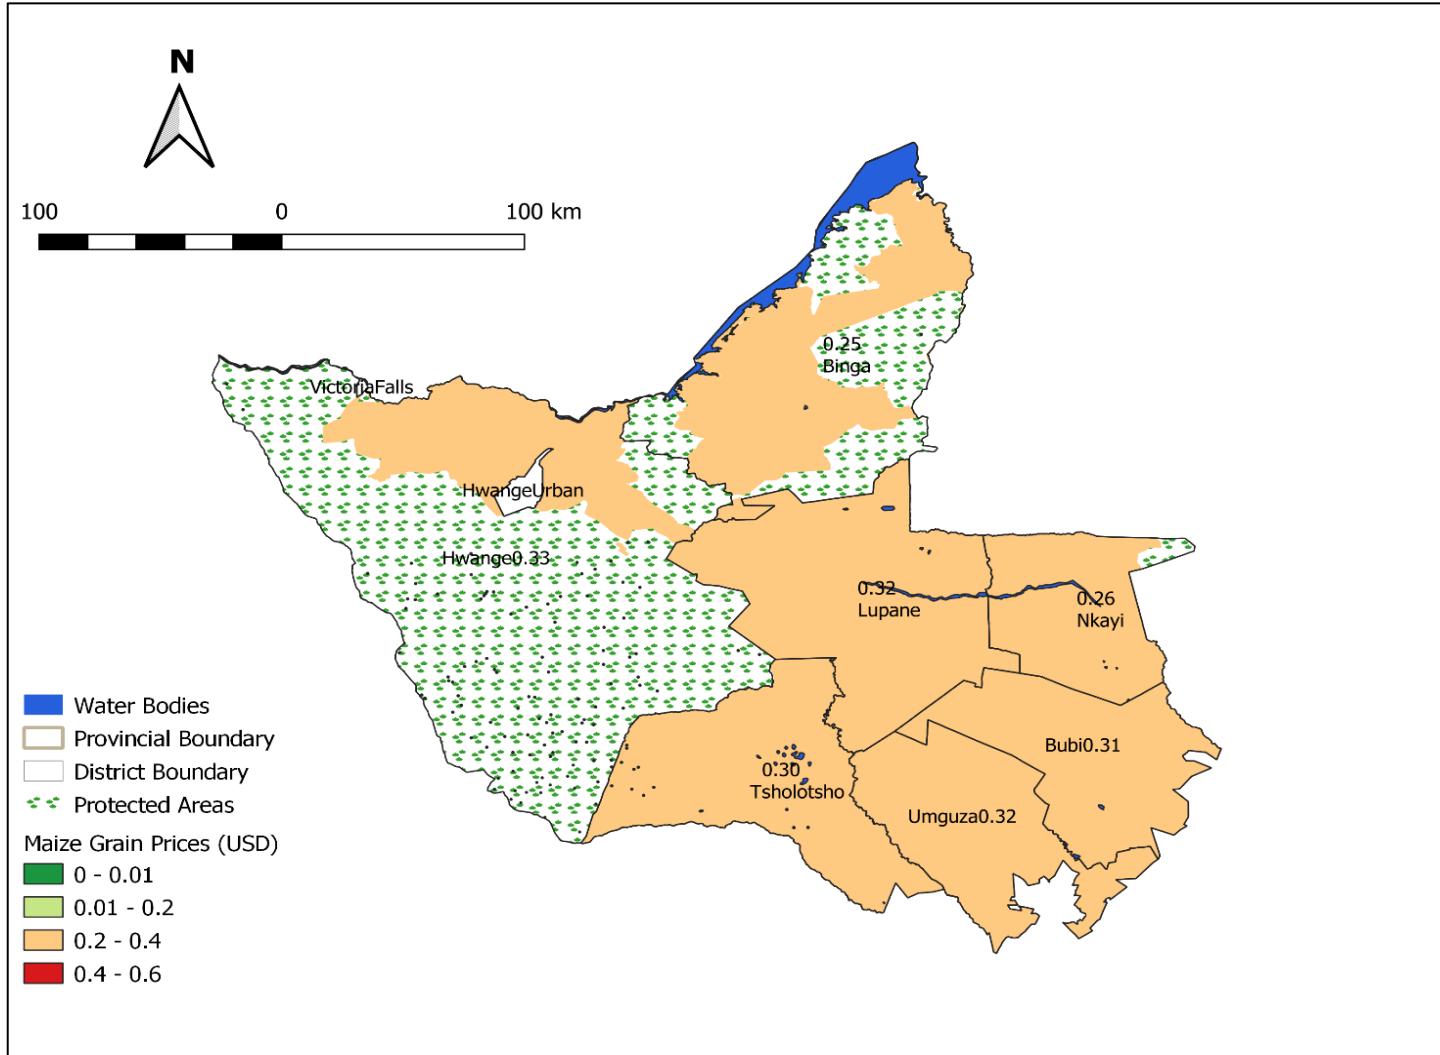 N
100 0 100 km
0.25
Binga
VictoriaFalls
HwangeUrban
Hwange0.33
0.32
Lupane
0.26
Nkayi
Bubi0.31
0.30
Tsholotsho
Umguza0.32
Water Bodies
Provincial Boundary
District Boundary
Protected Areas
Maize Grain Prices (USD)
0 - 0.01
0.01 - 0.2
0.2 - 0.4
0.4 - 0.6